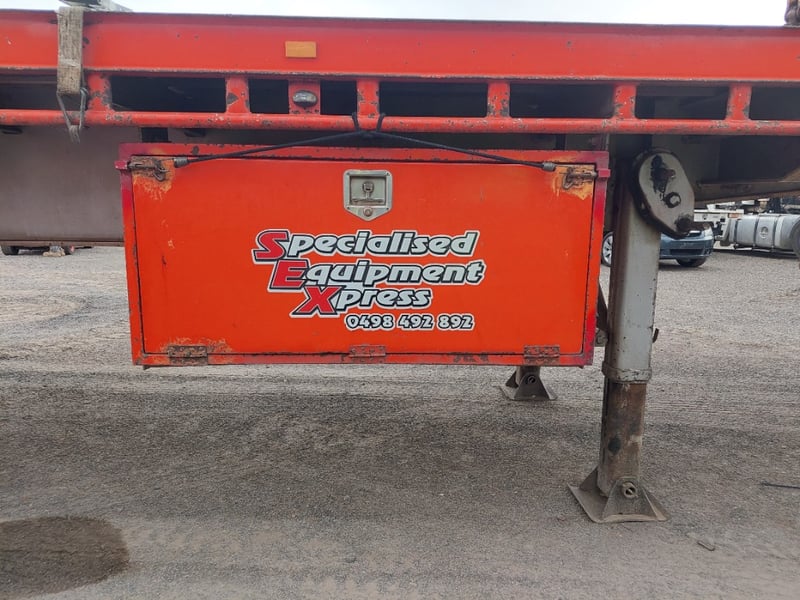 Specialised
Equipment
Xpress
0498 492 892